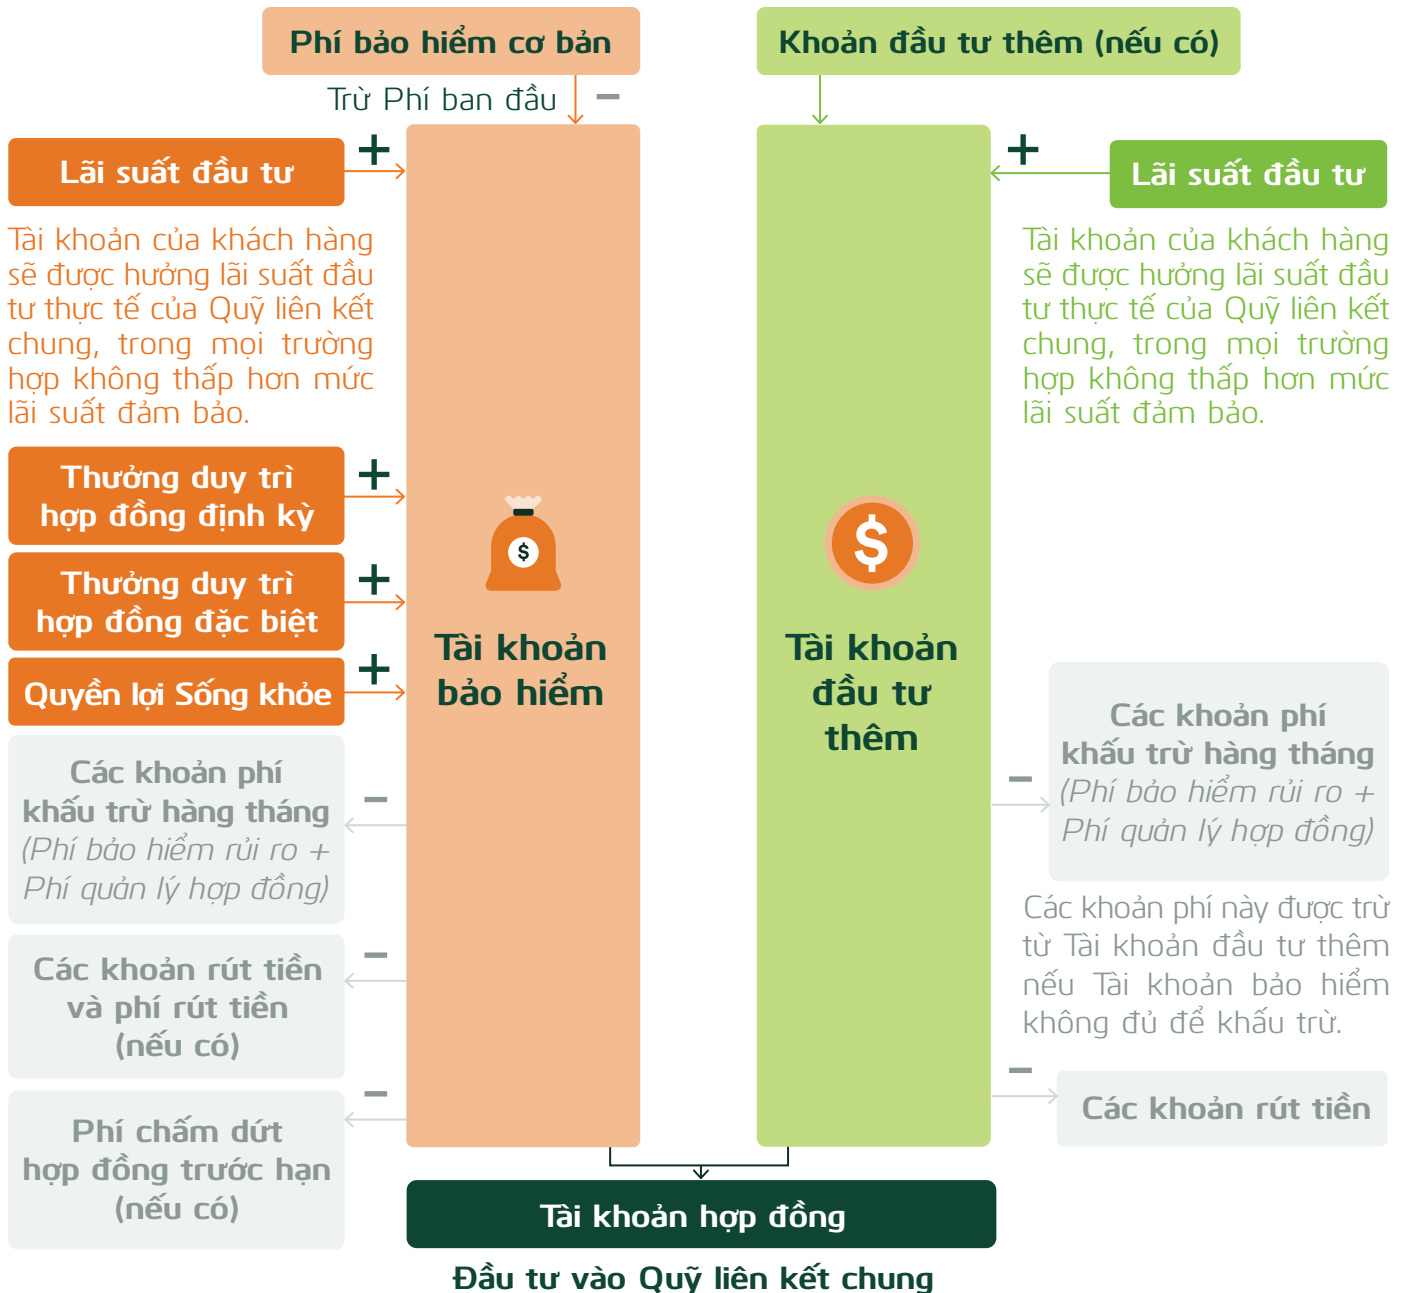 Phí bảo hiểm cơ bản
Trừ Phí ban đầu
−
Lãi suất đầu tư
+
Tài khoản của khách hàng
sẽ được hưởng lãi suất đầu
tư thực tế của Quỹ liên kết
chung, trong mọi trường
hợp không thấp hơn mức
lãi suất đảm bảo.
Thưởng duy trì
hợp đồng định kỳ
+
Thưởng duy trì
hợp đồng đặc biệt
+
Quyền lợi Sống khỏe
+
Các khoản phí
khấu trừ hàng tháng
(Phí bảo hiểm rủi ro +
Phí quản lý hợp đồng)
−
Các khoản rút tiền
và phí rút tiền
(nếu có)
−
Phí chấm dứt
hợp đồng trước hạn
(nếu có)
−
$
Tài khoản
bảo hiểm
Khoản đầu tư thêm (nếu có)
$
Tài khoản
đầu tư
thêm
+
Lãi suất đầu tư
Tài khoản của khách hàng
sẽ được hưởng lãi suất đầu
tư thực tế của Quỹ liên kết
chung, trong mọi trường
hợp không thấp hơn mức
lãi suất đảm bảo.
−
Các khoản phí
khấu trừ hàng tháng
(Phí bảo hiểm rủi ro +
Phí quản lý hợp đồng)
Các khoản phí này được trừ
từ Tài khoản đầu tư thêm
nếu Tài khoản bảo hiểm
không đủ để khấu trừ.
−
Các khoản rút tiền
Tài khoản hợp đồng
Đầu tư vào Quỹ liên kết chung